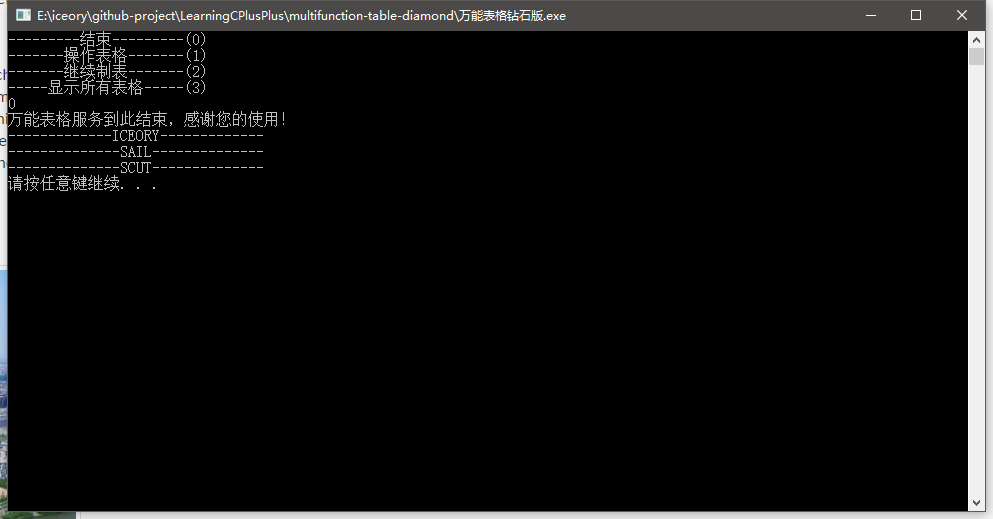 E:\iceory\github-project\LearningCPlusPlus\multifunction-table-diamond\万能表格钻石版.exe
---------结束---------(0)
-------操作表格-------(1)
-------继续制表-------(2)
-----显示所有表格-----(3)
0
万能表格服务到此结束，感谢您的使用！
-------------ICEORY-------------
--------------SAIL--------------
--------------SCUT--------------
请按任意键继续. . .